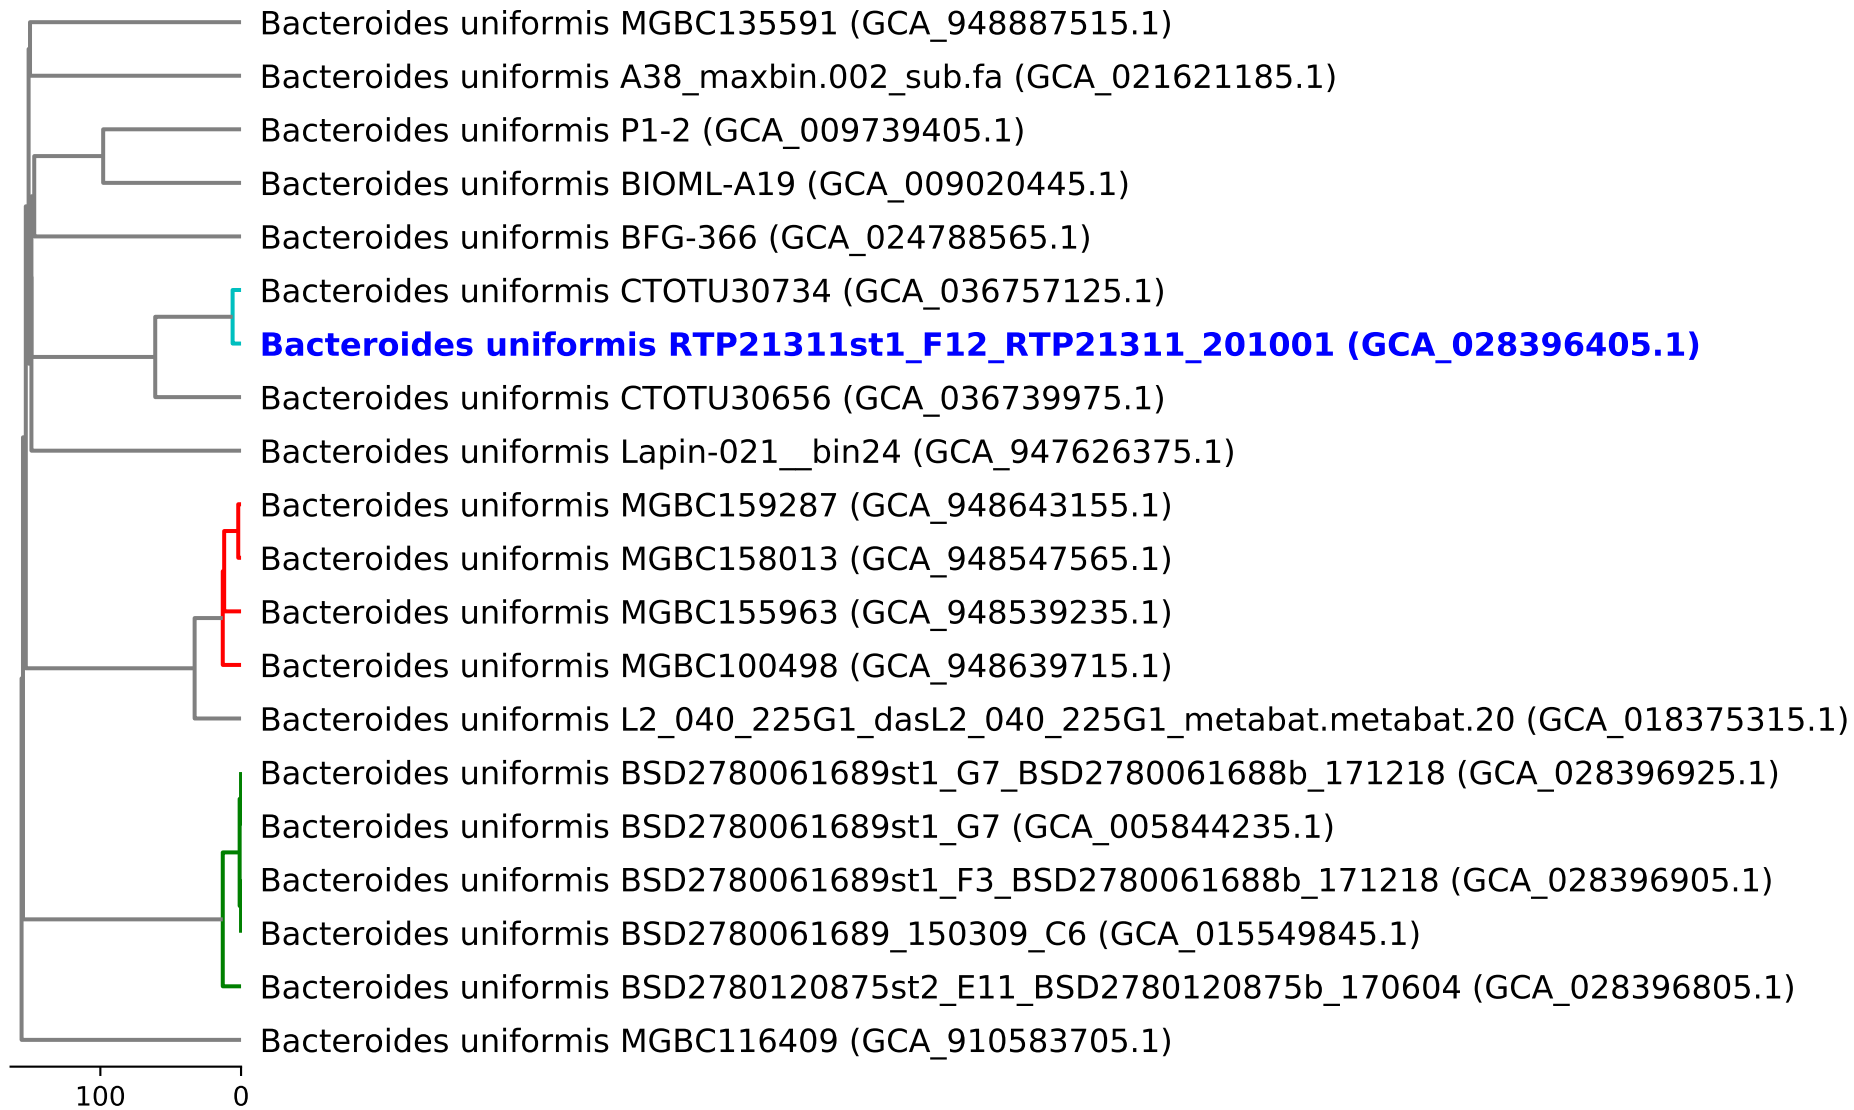 Bacteroides uniformis MGBC135591 (GCA_948887515.1)
Bacteroides uniformis A38_maxbin.002_sub.fa (GCA_021621185.1)
Bacteroides uniformis P1-2 (GCA_009739405.1)
Bacteroides uniformis BIOML-A19 (GCA_009020445.1)
Bacteroides uniformis BFG-366 (GCA_024788565.1)
Bacteroides uniformis CTOTU30734 (GCA_036757125.1)
Bacteroides uniformis RTP21311st1_F12_RTP21311_201001 (GCA_028396405.1)
Bacteroides uniformis CTOTU30656 (GCA_036739975.1)
Bacteroides uniformis Lapin-021__bin24 (GCA_947626375.1)
Bacteroides uniformis MGBC159287 (GCA_948643155.1)
Bacteroides uniformis MGBC158013 (GCA_948547565.1)
Bacteroides uniformis MGBC155963 (GCA_948539235.1)
Bacteroides uniformis MGBC100498 (GCA_948639715.1)
Bacteroides uniformis L2_040_225G1_dasL2_040_225G1_metabat.metabat.20 (GCA_018375315.1)
Bacteroides uniformis BSD2780061689st1_G7_BSD2780061688b_171218 (GCA_028396925.1)
Bacteroides uniformis BSD2780061689st1_G7 (GCA_005844235.1)
Bacteroides uniformis BSD2780061689st1_F3_BSD2780061688b_171218 (GCA_028396905.1)
Bacteroides uniformis BSD2780061689_150309_C6 (GCA_015549845.1)
Bacteroides uniformis BSD2780120875st2_E11_BSD2780120875b_170604 (GCA_028396805.1)
Bacteroides uniformis MGBC116409 (GCA_910583705.1)
100 0